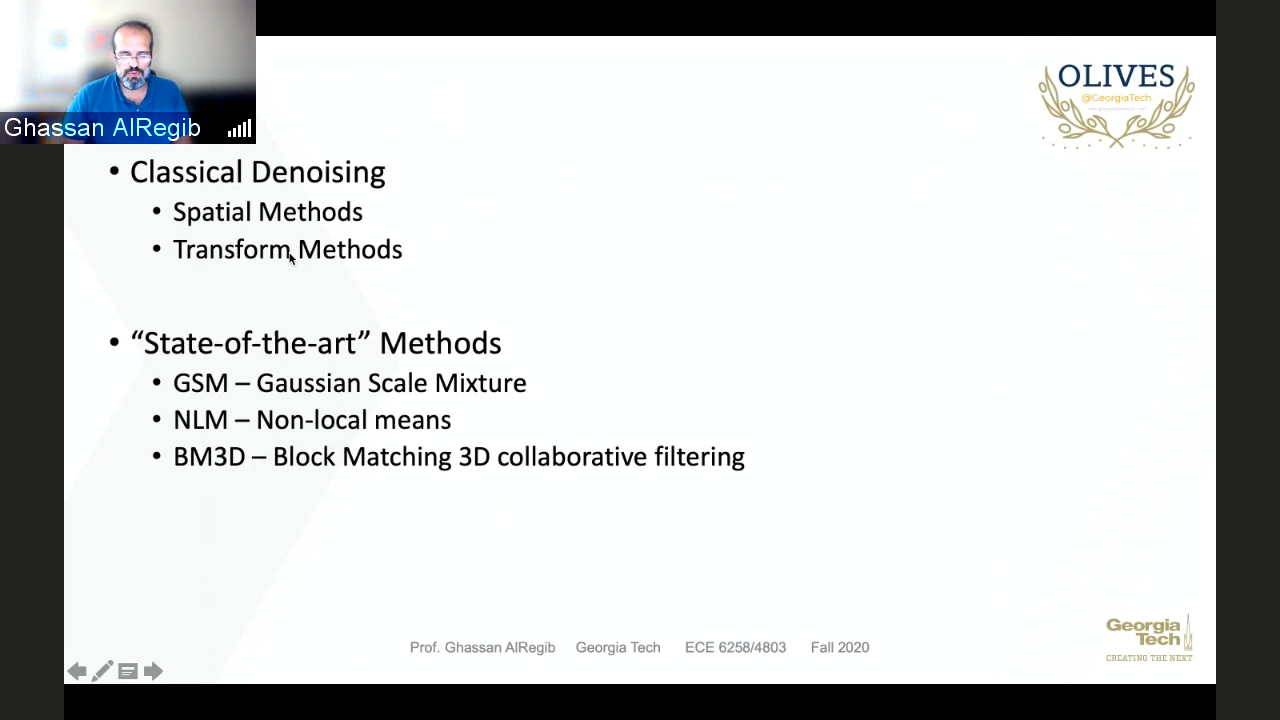 Ghassan AlRegib
OLIVES
@GeorgiaTech
• Classical Denoising
• Spatial Methods
• Transform Methods
• “State-of-the-art” Methods
• GSM – Gaussian Scale Mixture
• NLM – Non-local means
• BM3D – Block Matching 3D collaborative filtering
Prof. Ghassan AlRegib Georgia Tech ECE 6258/4803 Fall 2020
Georgia
Tech
CREATING THE NEXT